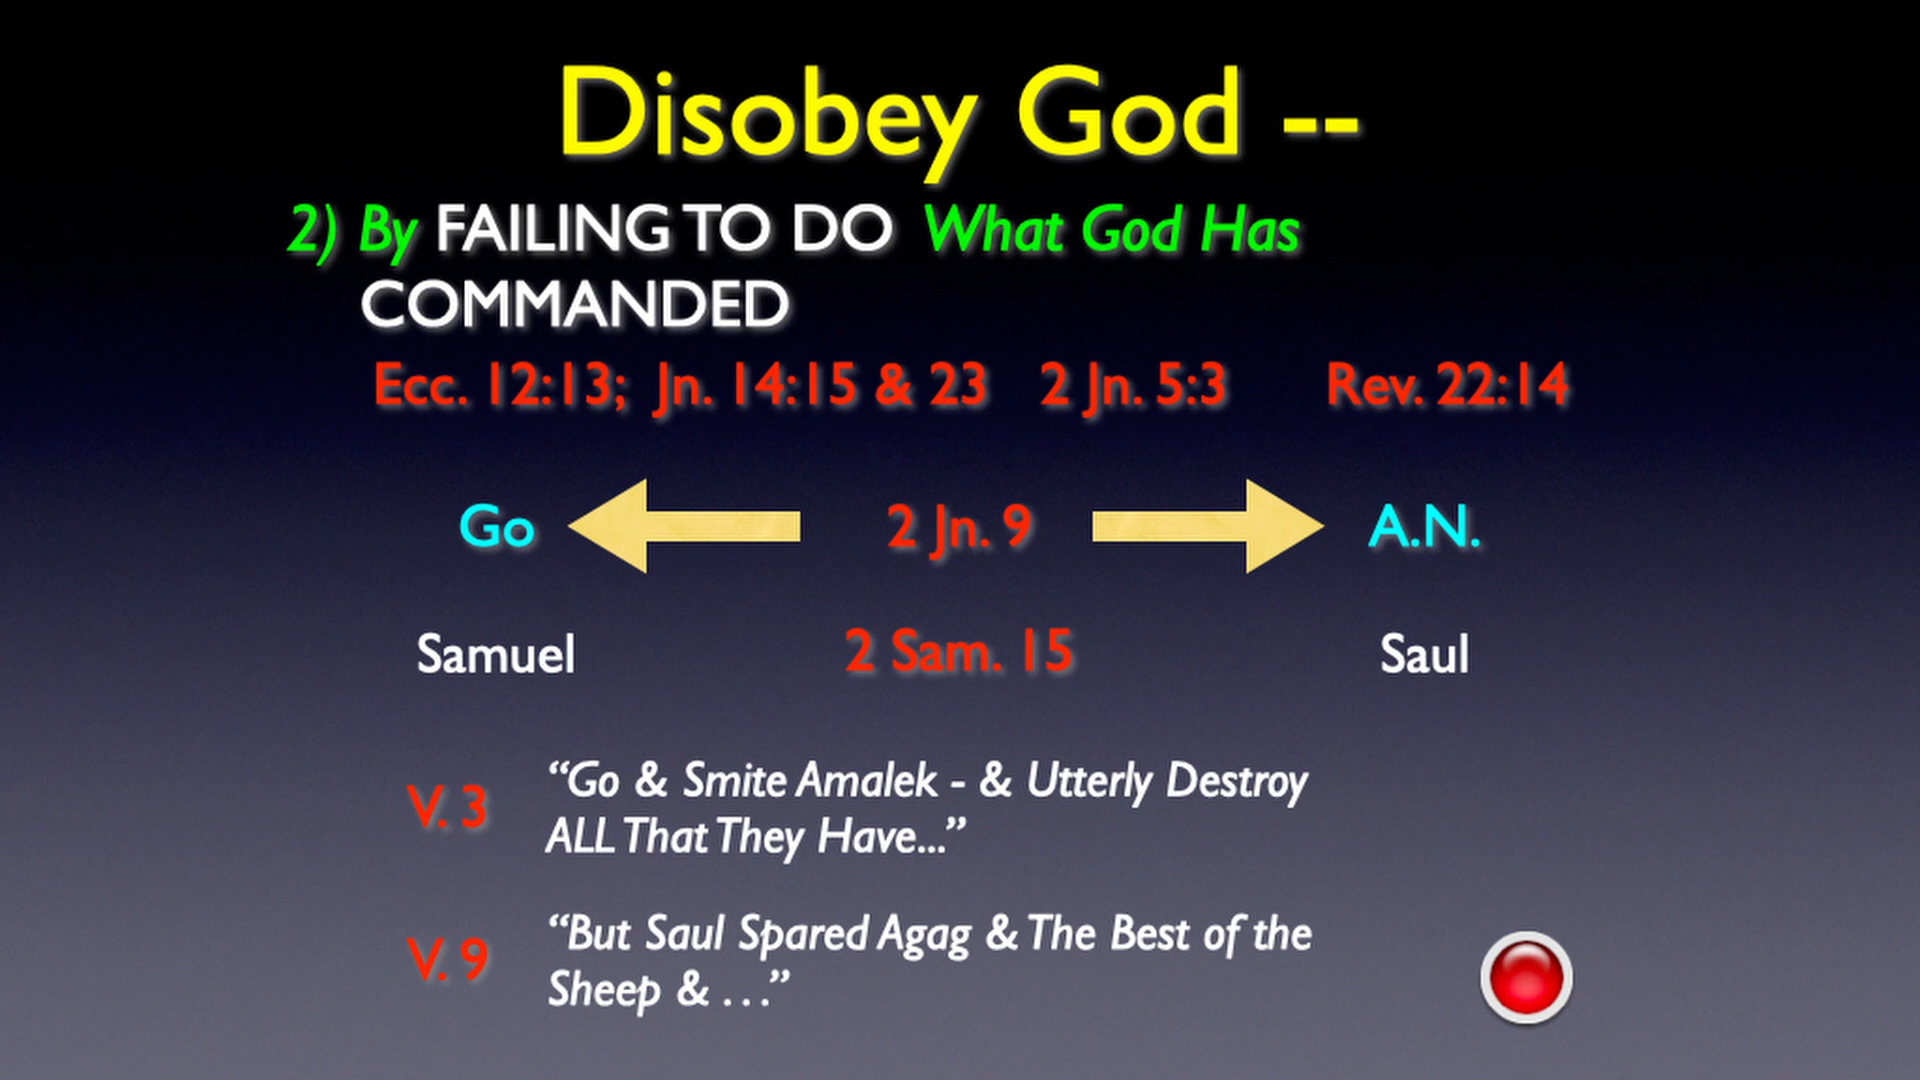 Disobey God --
2) By FAILING TO DO What God Has
COMMANDED
Ecc. 12:13; Jn. 14:15 & 23 2 Jn. 5:3 Rev. 22:14
Go 2 Jn. 9 A.N.
Samuel 2 Sam. 15 Saul
V. 3 “Go & Smite Amalek - & Utterly Destroy
ALL That They Have...”
V. 9 “But Saul Spared Agag & The Best of the
Sheep & . . .”